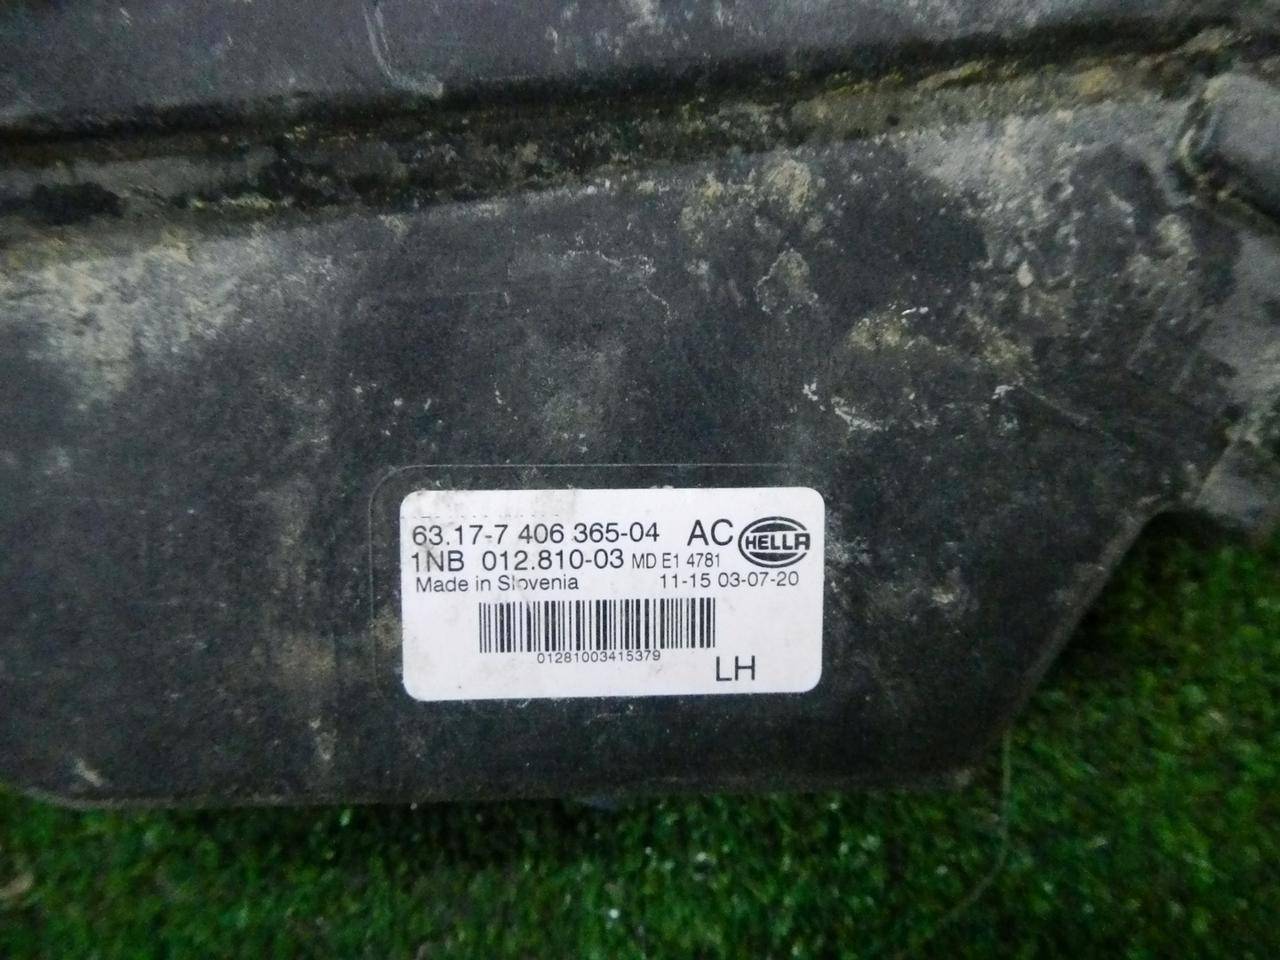 63.17-7 406 365-04 AC HELLA
1NB 012.810-03 MD E1 4781
Made in Slovenia 11-15 03-07-20
01281003415379
LH